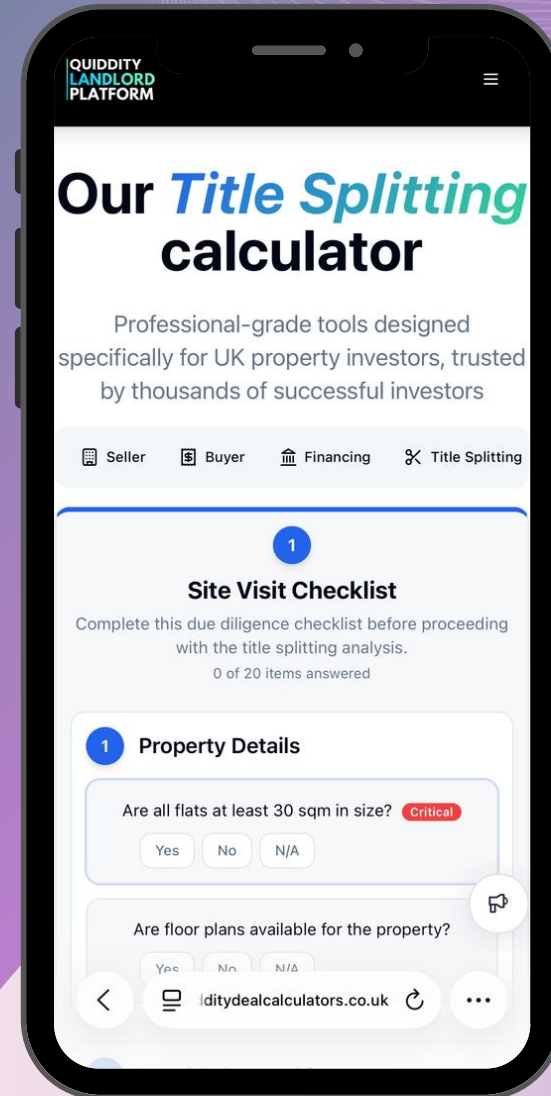 QUIDDITY
LANDLORD
PLATFORM
Our Title Splitting
calculator
Professional-grade tools designed
specifically for UK property investors, trusted
by thousands of successful investors
Seller Buyer Financing Title Splitting
1
Site Visit Checklist
Complete this due diligence checklist before proceeding
with the title splitting analysis.
0 of 20 items answered
1 Property Details
Are all flats at least 30 sqm in size? Critical
Yes No N/A
Are floor plans available for the property?
Yes No N/A
dditydealcalculators.co.uk